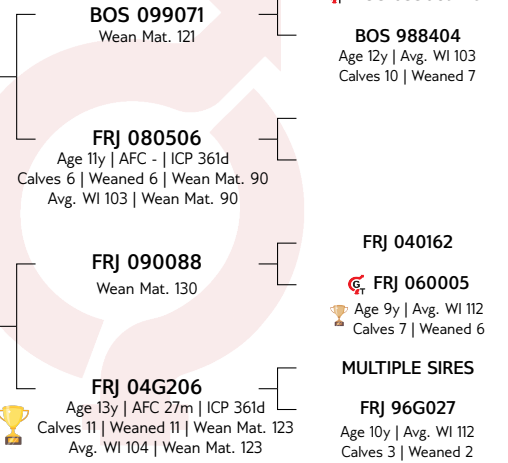 BOS 099071
Wean Mat. 121
BOS 988404
Age 12y | Avg. WI 103
Calves 10 | Weaned 7
FRJ 080506
Age 11y | AFC - | ICP 361d
Calves 6 | Weaned 6 | Wean Mat. 90
Avg. WI 103 | Wean Mat. 90
FRJ 040162
FRJ 090088
Wean Mat. 130
GT FRJ 060005
Age 9y | Avg. WI 112
Calves 7 | Weaned 6
MULTIPLE SIRES
FRJ 04G206
Age 13y | AFC 27m | ICP 361d
Calves 11 | Weaned 11 | Wean Mat. 123
Avg. WI 104 | Wean Mat. 123
FRJ 96G027
Age 10y | Avg. WI 112
Calves 3 | Weaned 2